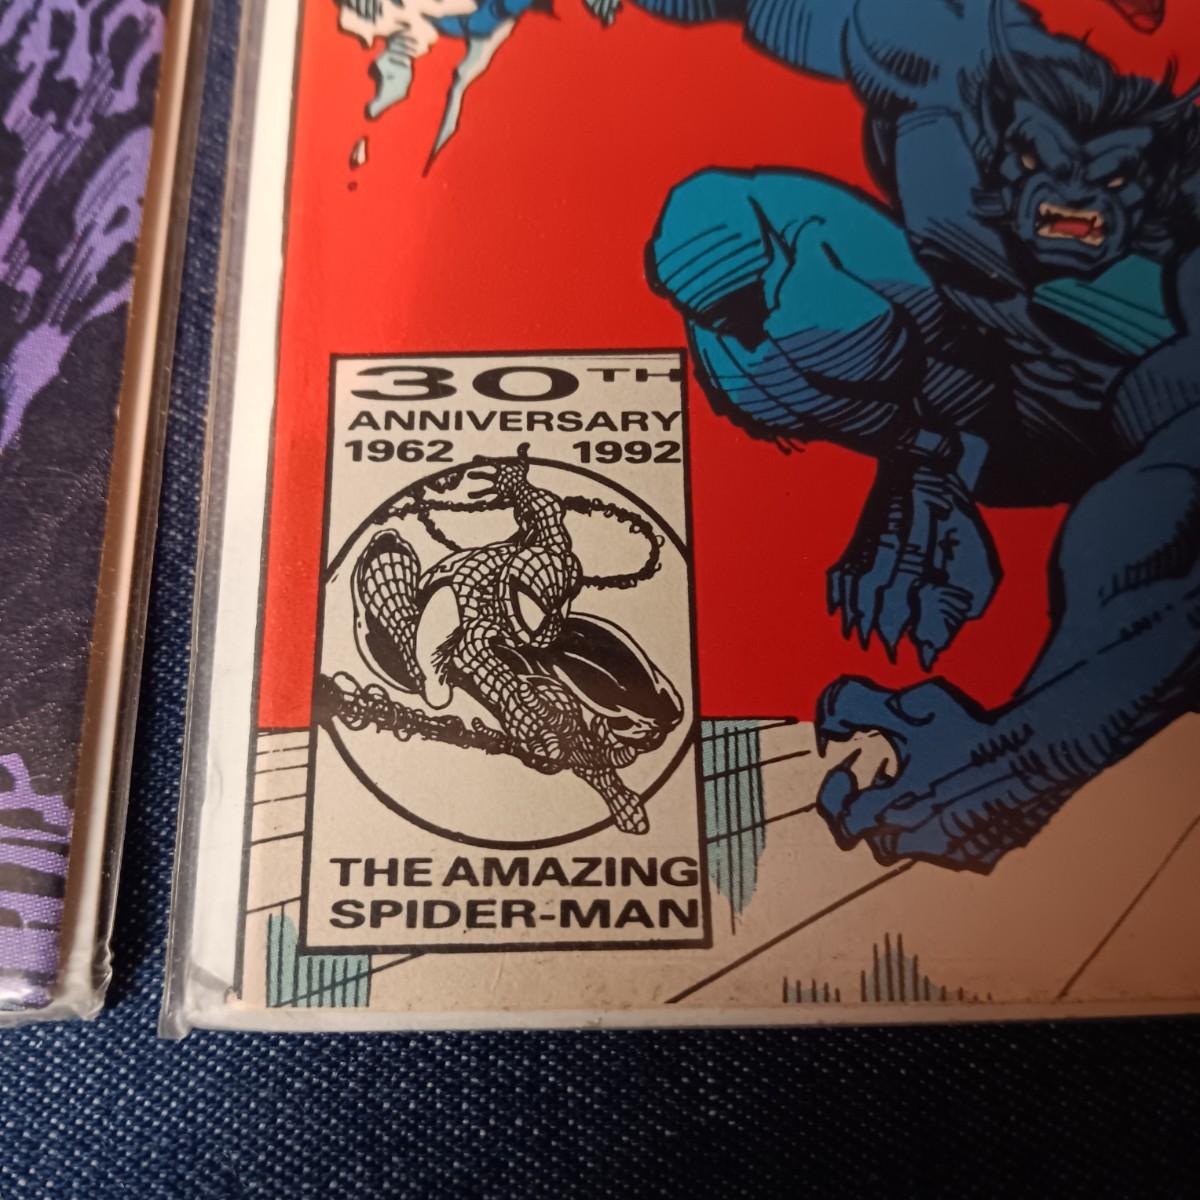 30TH
ANNIVERSARY
1962 1992
THE AMAZING
SPIDER-MAN